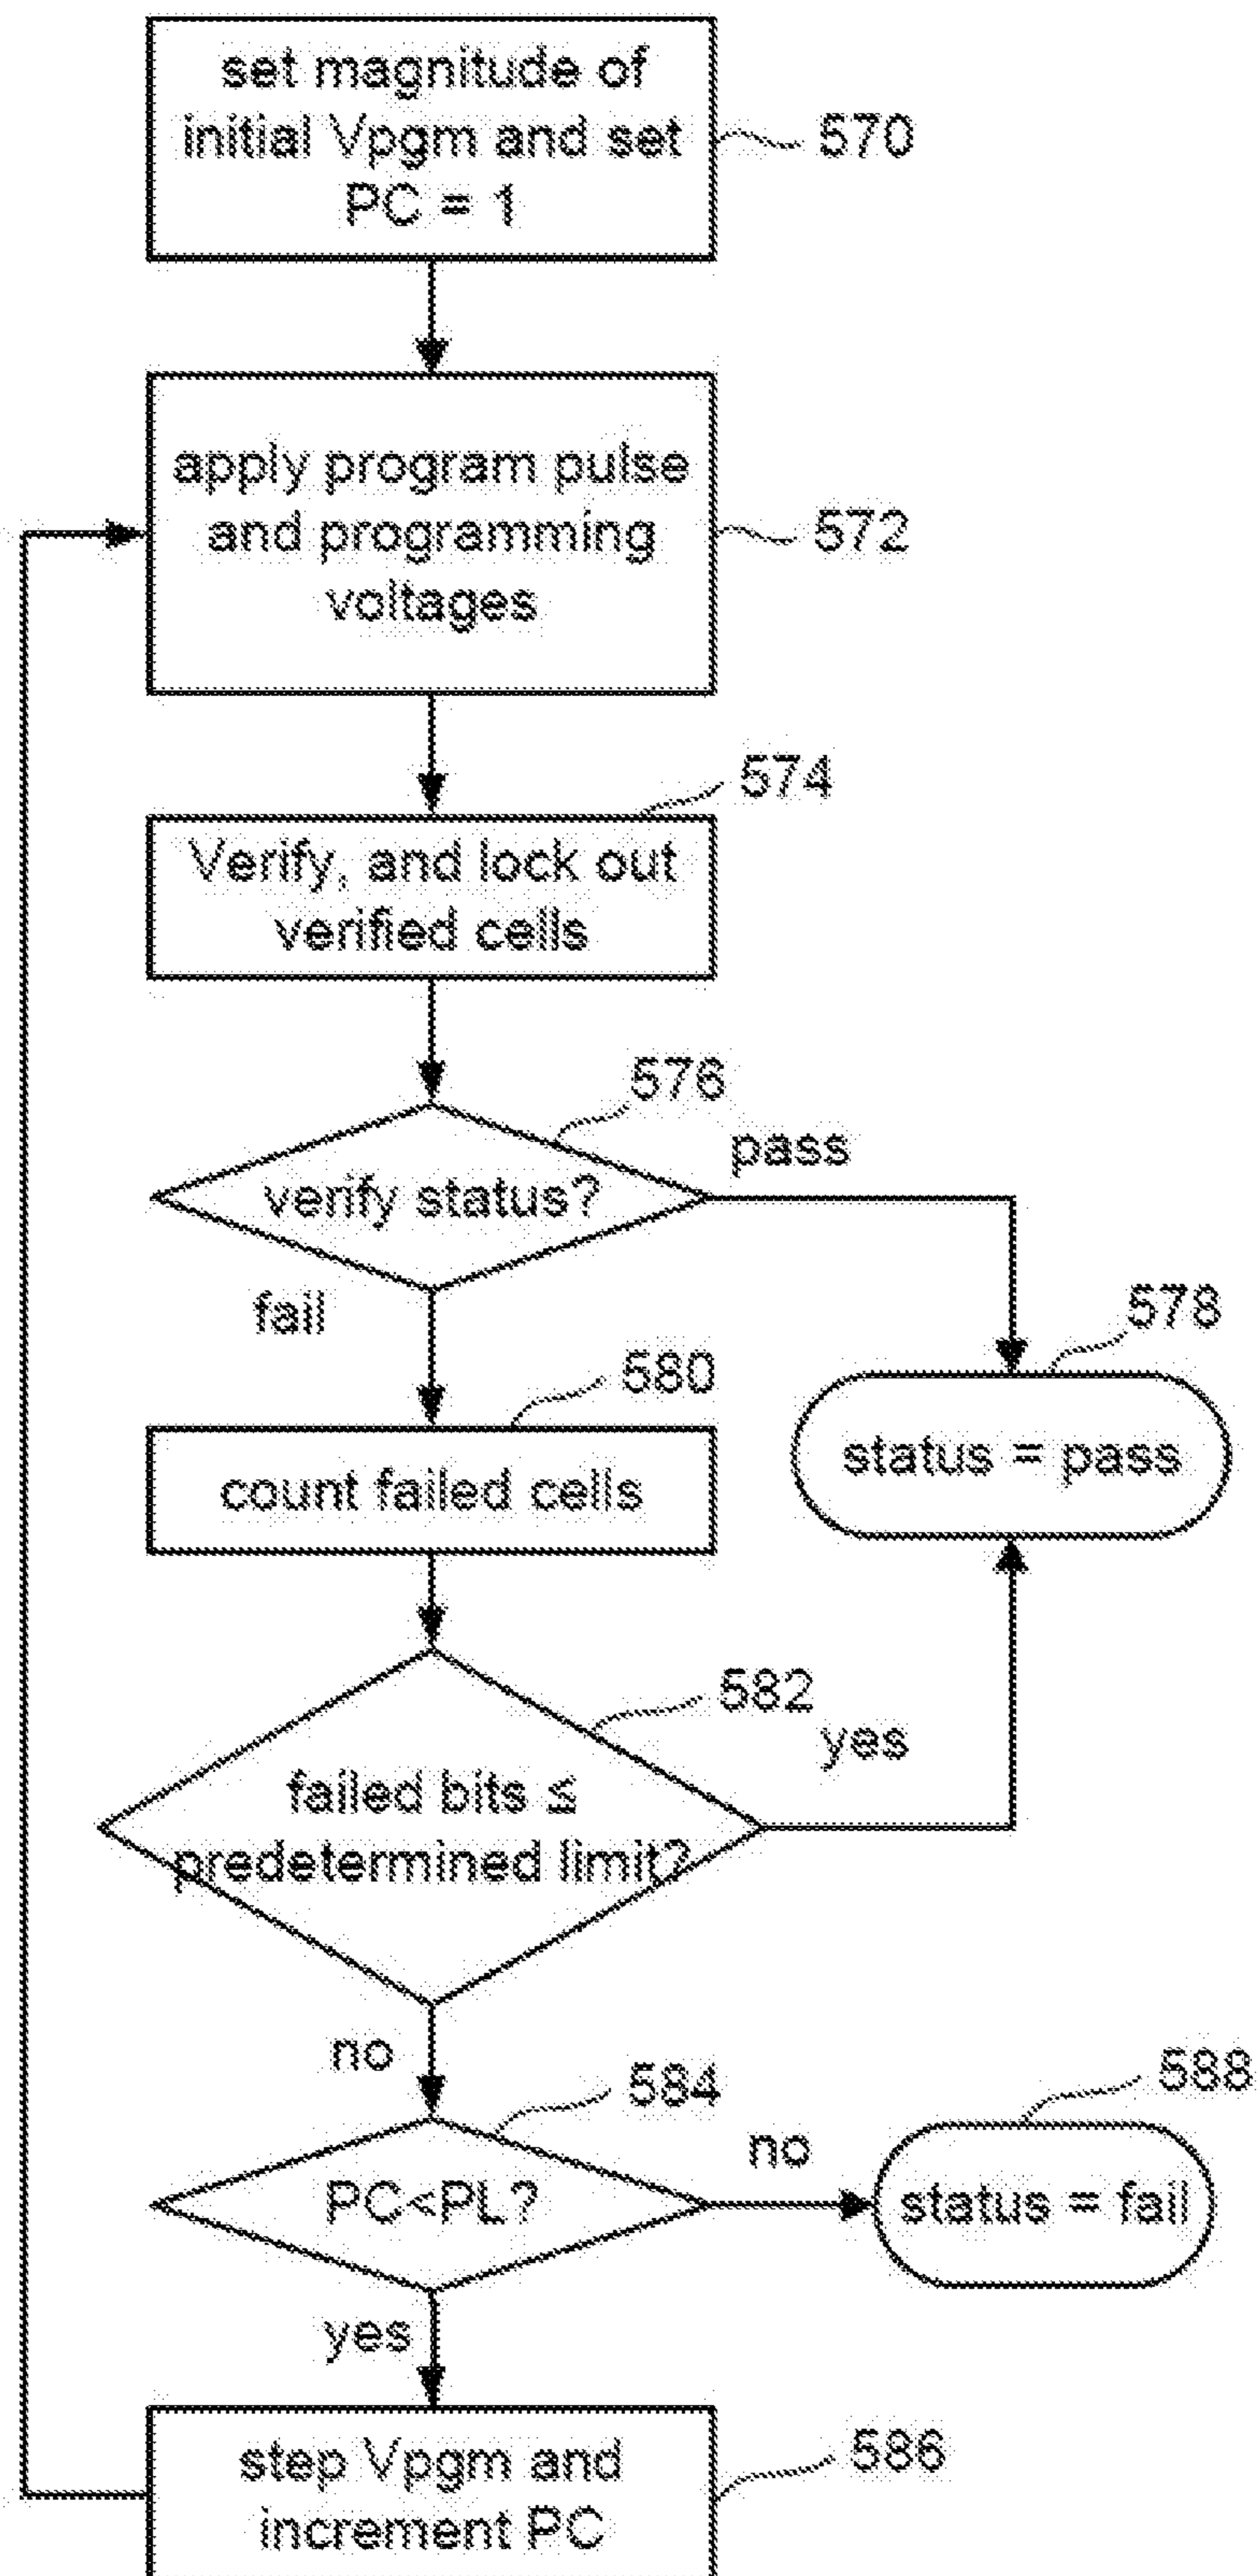 set magnitude of
initial Vpgm and set
PC = 1
570
apply program pulse
and programming
voltages
572
574
Verify, and lock out
verified cells
576
pass
verify status?
fail
578
580
status = pass
count failed cells
582
yes
failed bits ≤
predetermined limit?
no
584
588
no
PC<PL?
status = fail
yes
step Vpgm and
increment PC
586